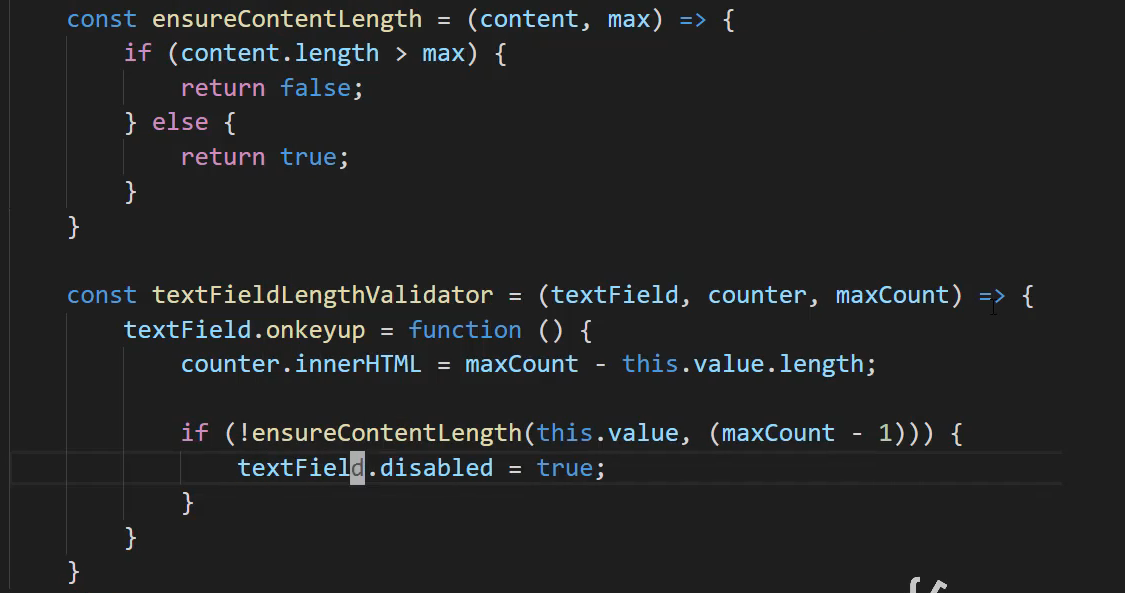 const ensureContentLength = (content, max) => {
if (content.length > max) {
return false;
} else {
return true;
}
}
const textFieldLengthValidator = (textField, counter, maxCount) => {
textField.onkeyup = function () {
counter.innerHTML = maxCount - this.value.length;
if (!ensureContentLength(this.value, (maxCount - 1))) {
textField.disabled = true;
}
}
}